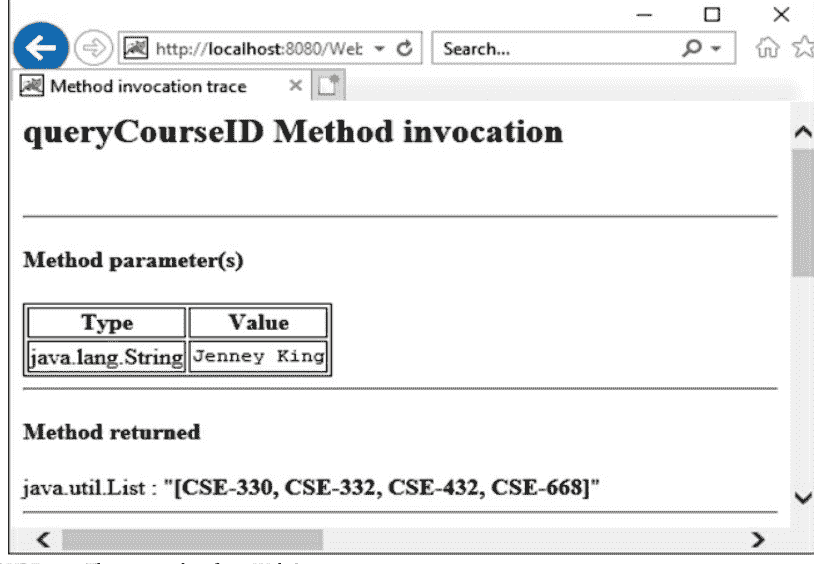 http://localhost:8080/Wel
Search...
Method invocation trace
queryCourseID Method invocation
Method parameter(s)
Type Value
java.lang.String Jenney King
Method returned
java.util.List : "[CSE-330, CSE-332, CSE-432, CSE-668]"